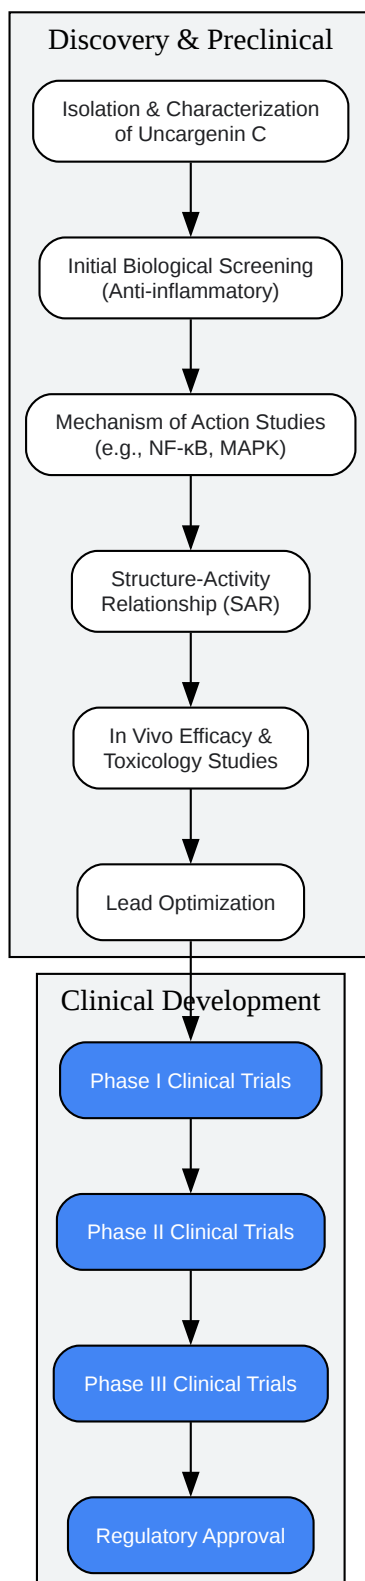 Discovery & Preclinical
Isolation & Characterization
of Uncargenin C
Initial Biological Screening
(Anti-inflammatory)
Mechanism of Action Studies
(e.g., NF-κB, MAPK)
Structure-Activity
Relationship (SAR)
In Vivo Efficacy &
Toxicology Studies
Lead Optimization
Clinical Development
Phase I Clinical Trials
Phase II Clinical Trials
Phase III Clinical Trials
Regulatory Approval